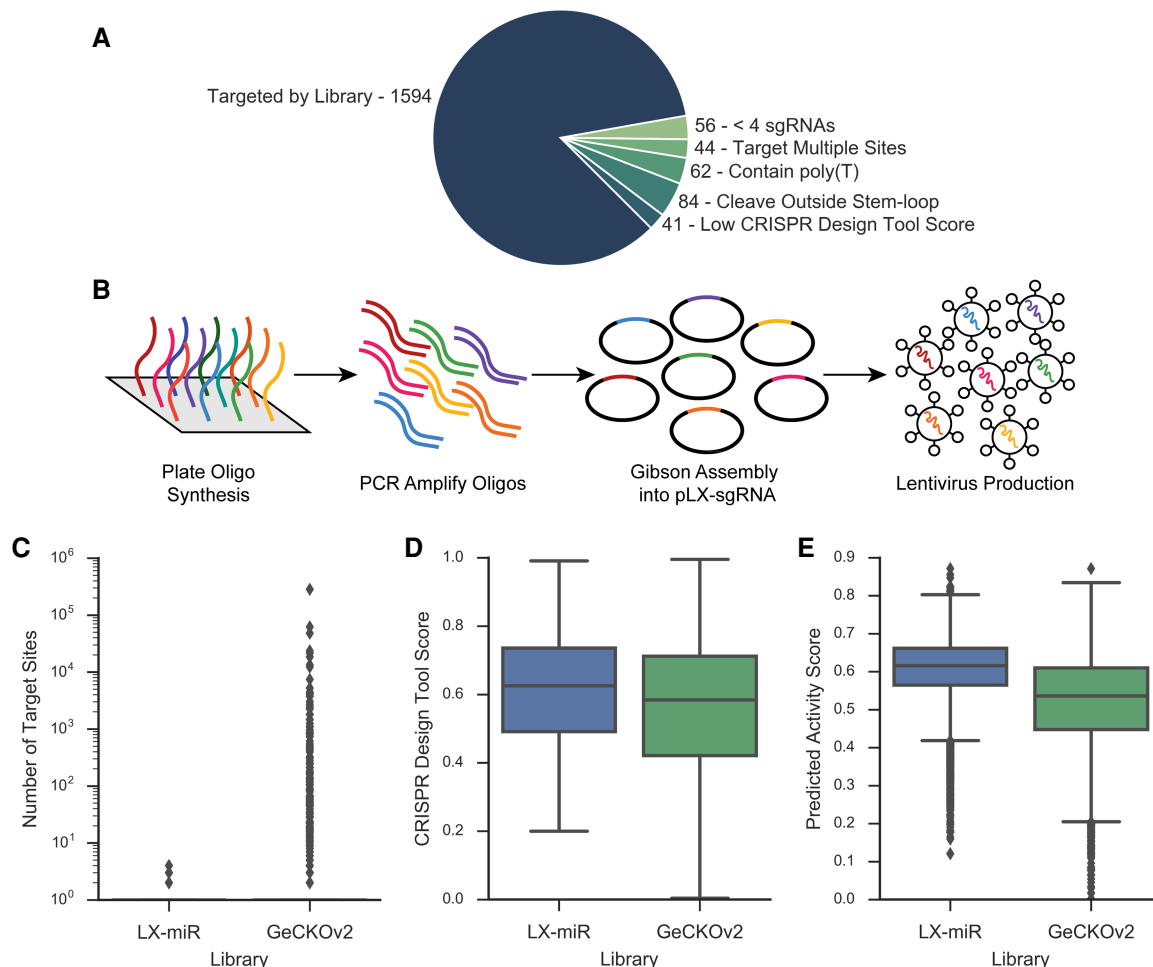 A
Targeted by Library - 1594
56 - < 4 sgRNAs
44 - Target Multiple Sites
62 - Contain poly(T)
84 - Cleave Outside Stem-loop
41 - Low CRISPR Design Tool Score
B
Plate Oligo
Synthesis
PCR Amplify Oligos
Gibson Assembly
into pLX-sgRNA
Lentivirus Production
C
Number of Target Sites
10⁶
10⁵
10⁴
10³
10²
10¹
10⁰
LX-miR
GeCKOv2
Library
D
CRISPR Design Tool Score
1.0
0.8
0.6
0.4
0.2
0.0
LX-miR
GeCKOv2
Library
E
Predicted Activity Score
0.9
0.8
0.7
0.6
0.5
0.4
0.3
0.2
0.1
0.0
LX-miR
GeCKOv2
Library